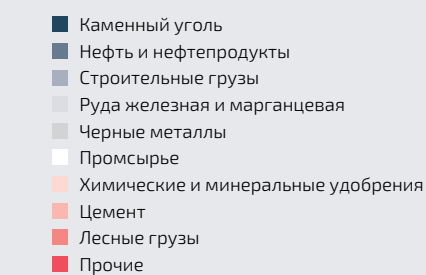 Каменный уголь
Нефть и нефтепродукты
Строительные грузы
Руда железная и марганцевая
Черные металлы
Промсырье
Химические и минеральные удобрения
Цемент
Лесные грузы
Прочие